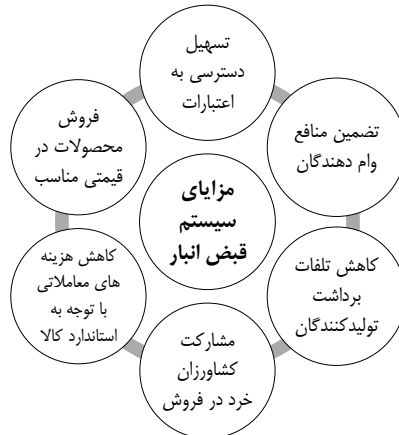 مزایای
سیستم
قبض انبار
تسهیل
دسترسی به
اعتبارات
تضمین منافع
وام دهندگان
کاهش تلفات
برداشت
تولیدکنندگان
مشارکت
کشاورزان
خرد در فروش
کاهش هزینه
های معاملاتی
با توجه به
استاندارد کالا
فروش
محصولات در
قیمتی مناسب